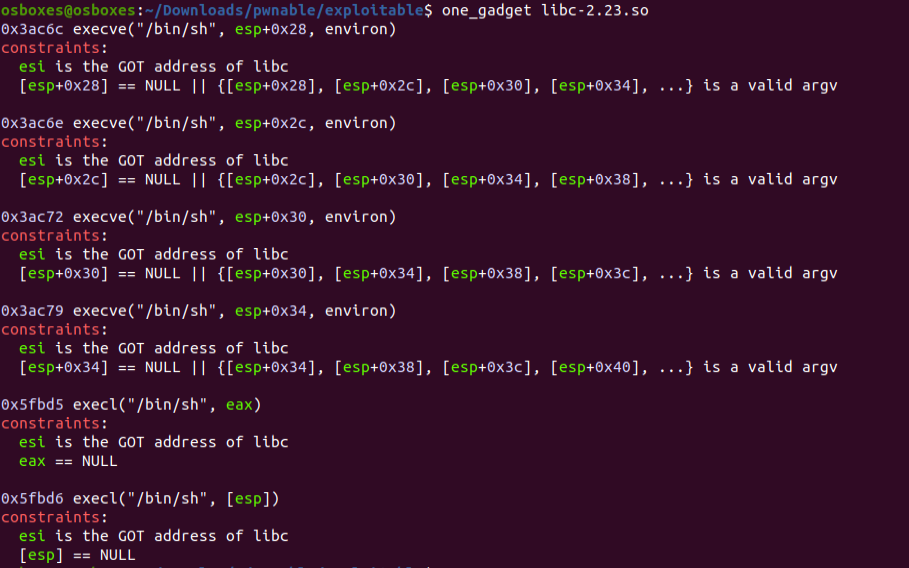 osboxes@osboxes:~/Downloads/pwnable/exploitable$ one_gadget libc-2.23.so
0x3ac6c execve("/bin/sh", esp+0x28, environ)
constraints:
  esi is the GOT address of libc
  [esp+0x28] == NULL || {[esp+0x28], [esp+0x2c], [esp+0x30], [esp+0x34], ...} is a valid argv

0x3ac6e execve("/bin/sh", esp+0x2c, environ)
constraints:
  esi is the GOT address of libc
  [esp+0x2c] == NULL || {[esp+0x2c], [esp+0x30], [esp+0x34], [esp+0x38], ...} is a valid argv

0x3ac72 execve("/bin/sh", esp+0x30, environ)
constraints:
  esi is the GOT address of libc
  [esp+0x30] == NULL || {[esp+0x30], [esp+0x34], [esp+0x38], [esp+0x3c], ...} is a valid argv

0x3ac79 execve("/bin/sh", esp+0x34, environ)
constraints:
  esi is the GOT address of libc
  [esp+0x34] == NULL || {[esp+0x34], [esp+0x38], [esp+0x3c], [esp+0x40], ...} is a valid argv

0x5fbd5 execl("/bin/sh", eax)
constraints:
  esi is the GOT address of libc
  eax == NULL

0x5fbd6 execl("/bin/sh", [esp])
constraints:
  esi is the GOT address of libc
  [esp] == NULL